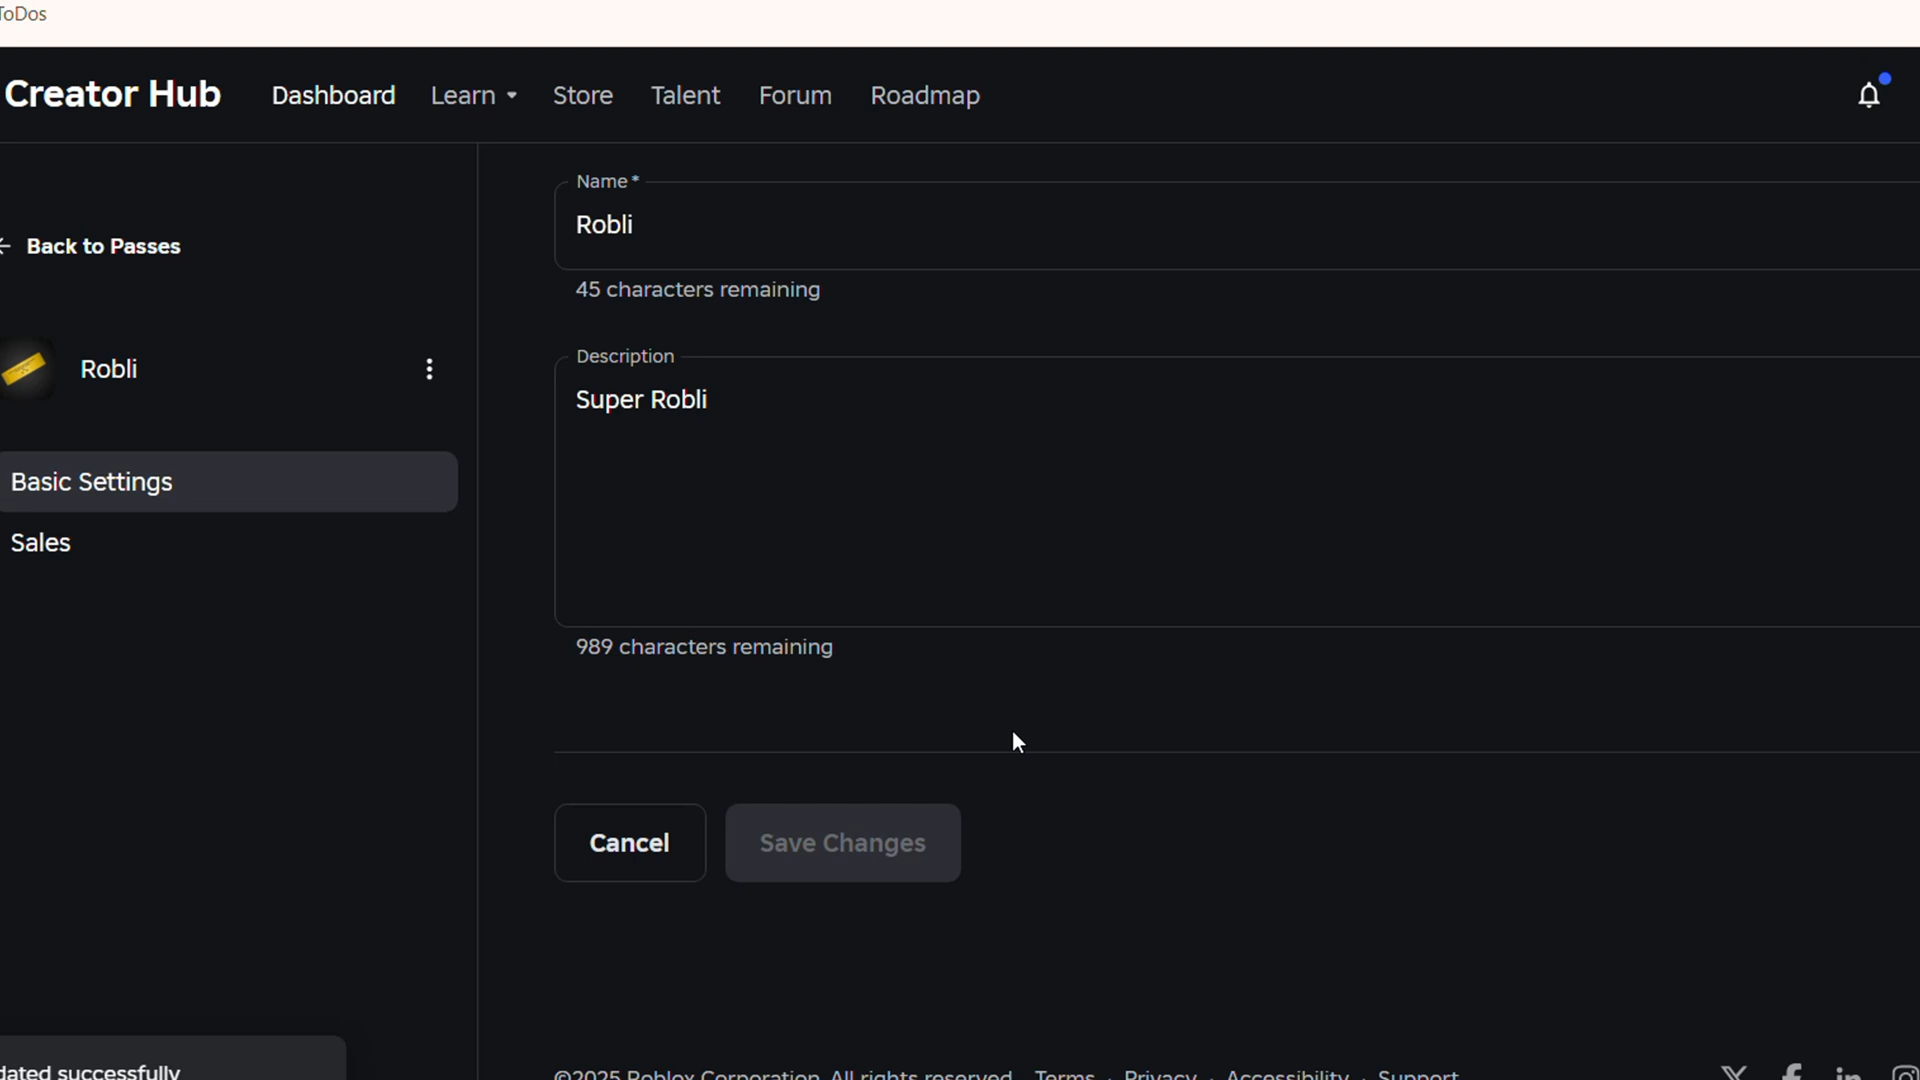 ToDos
Creator Hub
Dashboard
Learn
Store
Talent
Forum
Roadmap
Back to Passes
Robli
Basic Settings
Sales
Name *
Robli
45 characters remaining
Description
Super Robli
989 characters remaining
Cancel
Save Changes
dated successfully
©2025 Roblox Corporation. All rights reserved.
Terms · Privacy · Accessibility · Support